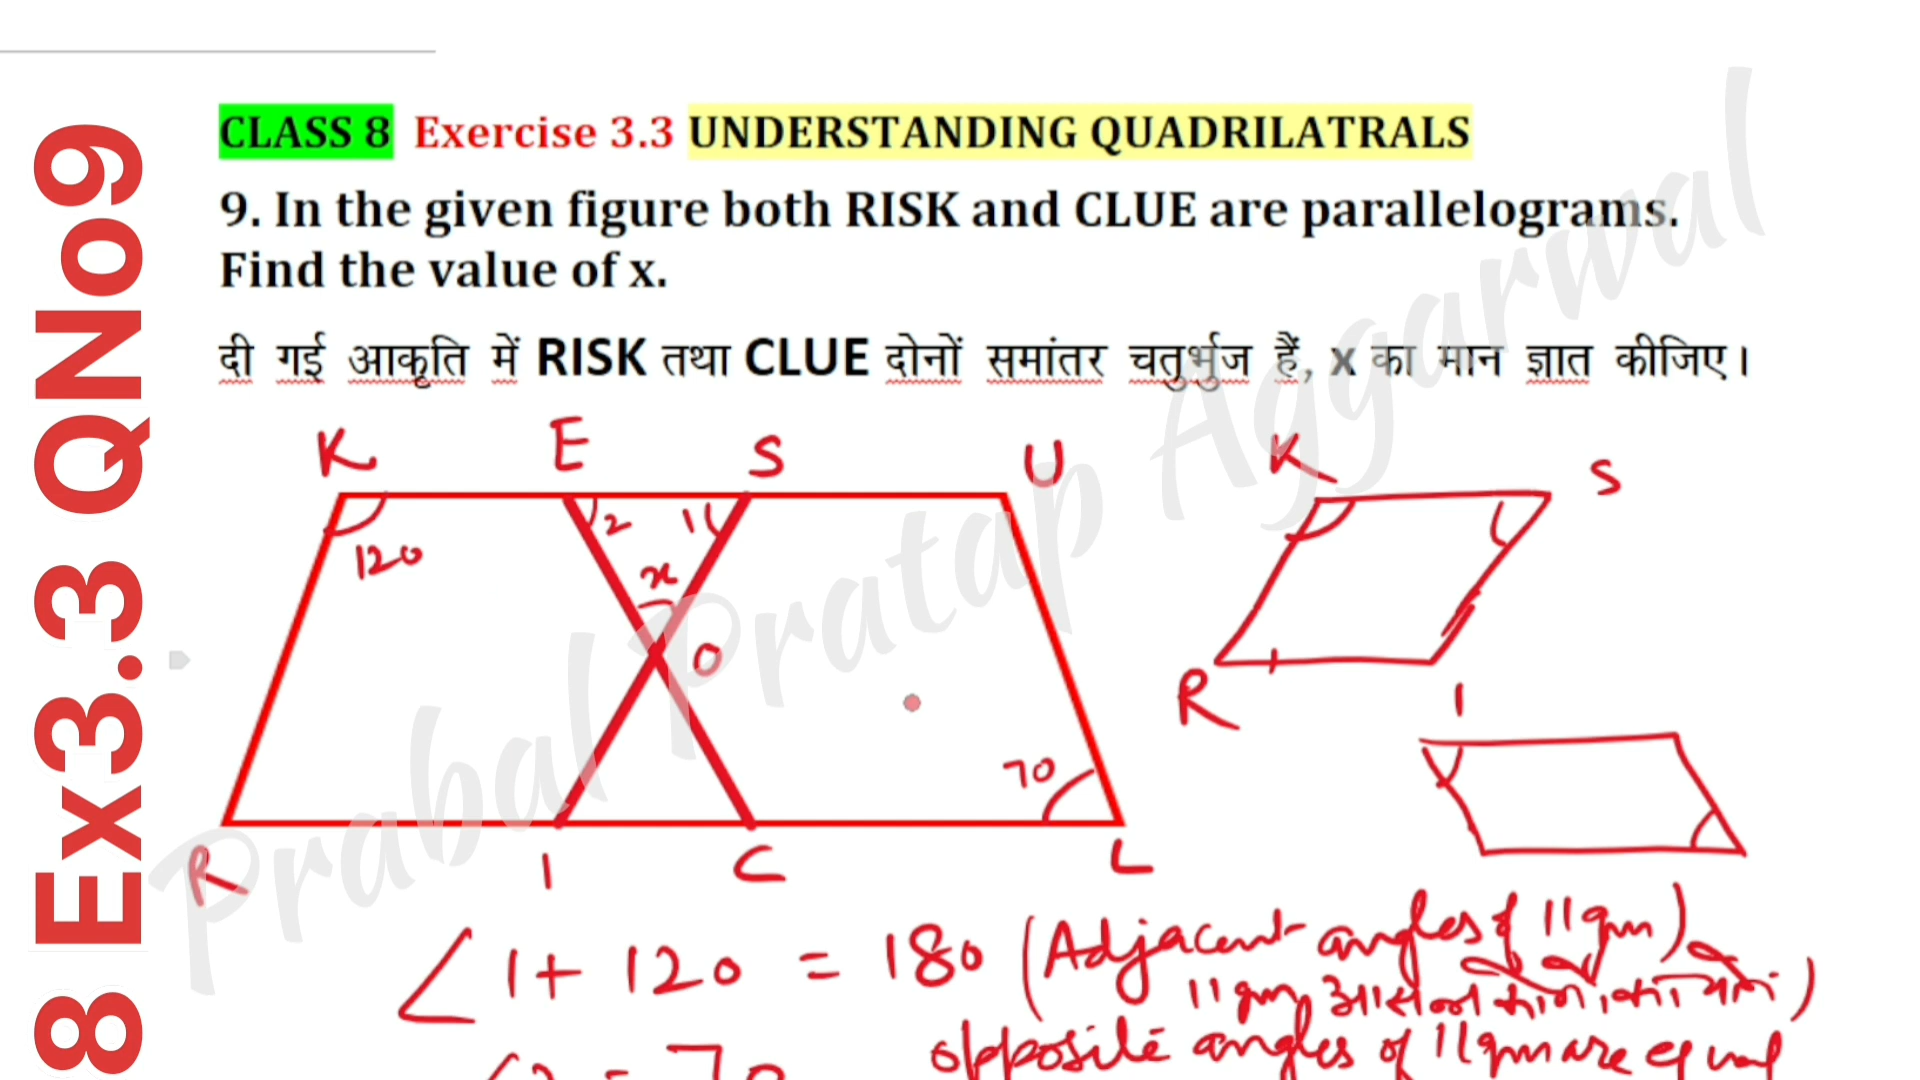 8 Ex3.3 QNo9
CLASS 8 Exercise 3.3 UNDERSTANDING QUADRILATRALS
9. In the given figure both RISK and CLUE are parallelograms.
Find the value of x.
दी गई आकृति में RISK तथा CLUE दोनों समांतर चतुर्भुज हैं, x का मान ज्ञात कीजिए।
K E S U K S
2 1
120 x
O
R I
70
R I C L
∠1 + 120 = 180 (Adjacent angles of ||gm)
||gm
= 70 opposite angles of ||gm are equal
Prabal Pratap Aggarwal